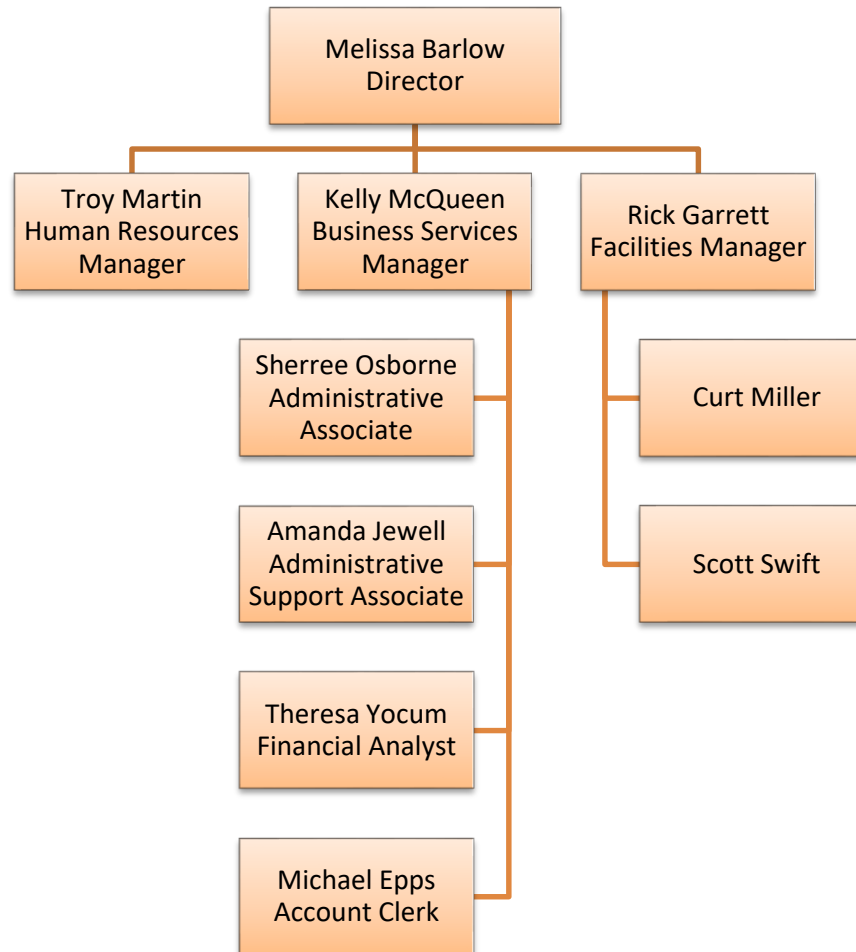 Melissa Barlow
Director
Troy Martin
Human Resources
Manager
Kelly McQueen
Business Services
Manager
Rick Garrett
Facilities Manager
Sherree Osborne
Administrative
Associate
Amanda Jewell
Administrative
Support Associate
Theresa Yocum
Financial Analyst
Michael Epps
Account Clerk
Curt Miller
Scott Swift